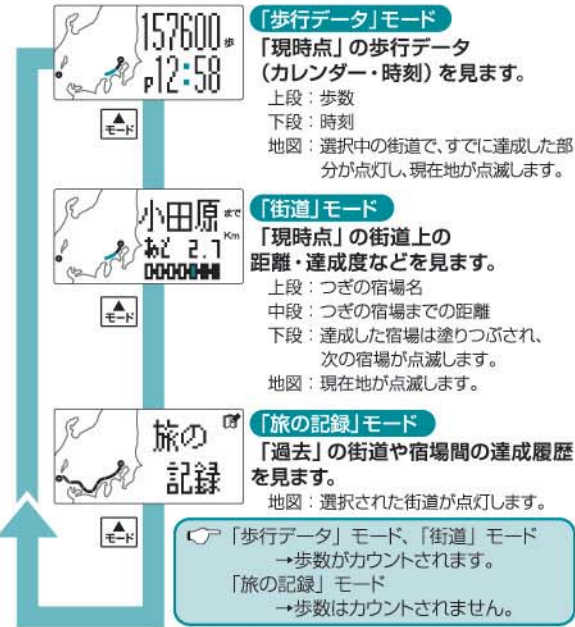 157600歩
P12:58
「歩行データ」モード
「現時点」の歩行データ
（カレンダー・時刻）を見ます。
上段：歩数
下段：時刻
地図：選択中の街道で、すでに達成した部
分が点灯し、現在地が点滅します。
▲
モード
小田原まで
Km
あと 2.7
「街道」モード
「現時点」の街道上の
距離・達成度などを見ます。
上段：つぎの宿場名
中段：つぎの宿場までの距離
下段：達成した宿場は塗りつぶされ、
次の宿場が点滅します。
地図：現在地が点滅します。
▲
モード
旅の
記録
「旅の記録」モード
「過去」の街道や宿場間の達成履歴
を見ます。
地図：選択された街道が点灯します。
▲
モード
「歩行データ」モード、「街道」モード
→歩数がカウントされます。
「旅の記録」モード
→歩数はカウントされません。